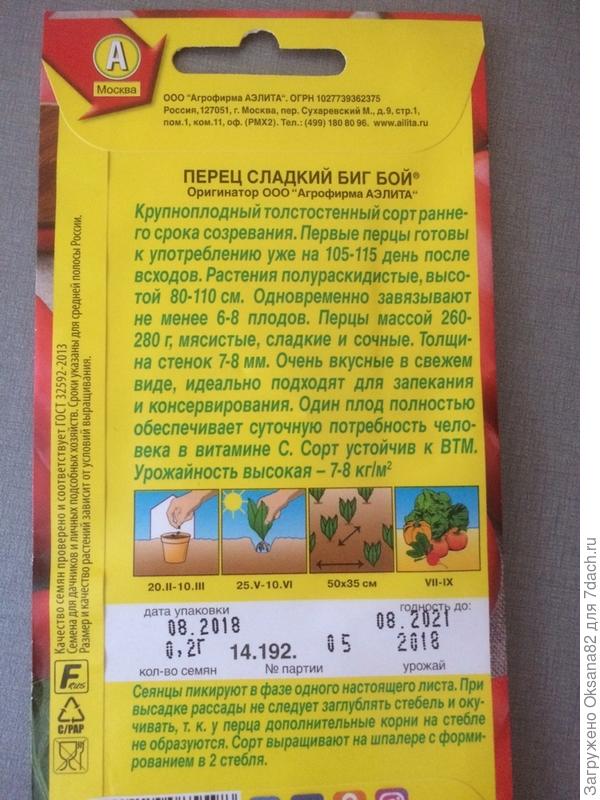 А
Москва
ООО "Агрофирма АЭЛИТА". ОГРН 1027739362375
Россия,127051, г. Москва, пер. Сухаревский М., д.9, стр.1,
пом.1, ком.11, оф. (РМХ2). Тел.: (499) 180 80 96. www.ailita.ru
ПЕРЕЦ СЛАДКИЙ БИГ БОЙ®
Оригинатор ООО "Агрофирма АЭЛИТА"
Крупноплодный толстостенный сорт ранне-
го срока созревания. Первые перцы готовы
к употреблению уже на 105-115 день после
всходов. Растения полураскидистые, высо-
той 80-110 см. Одновременно завязывают
не менее 6-8 плодов. Перцы массой 260-
280 г, мясистые, сладкие и сочные. Толщи-
на стенок 7-8 мм. Очень вкусные в свежем
виде, идеально подходят для запекания
и консервирования. Один плод полностью
обеспечивает суточную потребность чело-
века в витамине С. Сорт устойчив к ВТМ.
Урожайность высокая – 7-8 кг/м²
20.II-10.III
25.V-10.VI
50х35 см
VII-IX
дата упаковки
годность до:
08.2018
08.2021
0,2Г
14.192.
05
2018
кол-во семян
№ партии
урожай
Сеянцы пикируют в фазе одного настоящего листа. При
высадке рассады не следует заглублять стебель и оку-
чивать, т. к. у перца дополнительные корни на стебле
не образуются. Сорт выращивают на шпалере с форми-
рованием в 2 стебля.
Качество семян проверено и соответствует ГОСТ 32592-2013
Семена для дачников и личных подсобных хозяйств. Сроки указаны для средней полосы России.
Размер и качество растений зависит от условий выращивания.
F RUS
C/PAP
Загружено Oksana82 для 7dach.ru